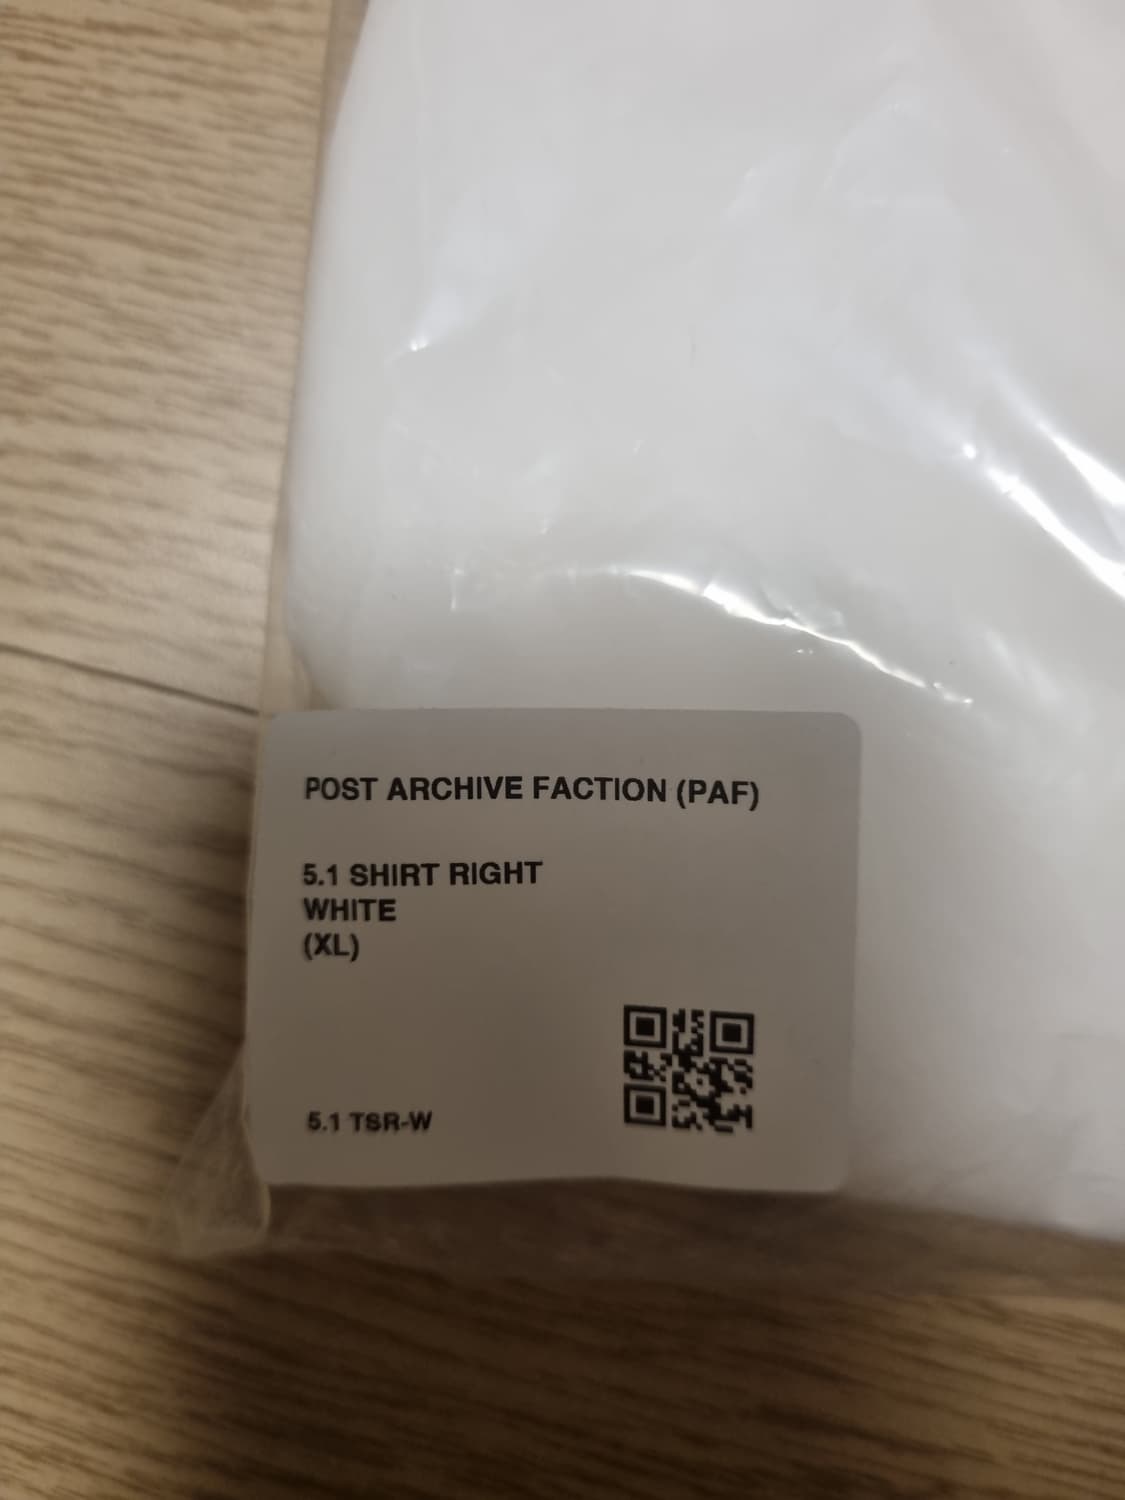 POST ARCHIVE FACTION (PAF)
5.1 SHIRT RIGHT
WHITE
(XL)
5.1 TSR-W